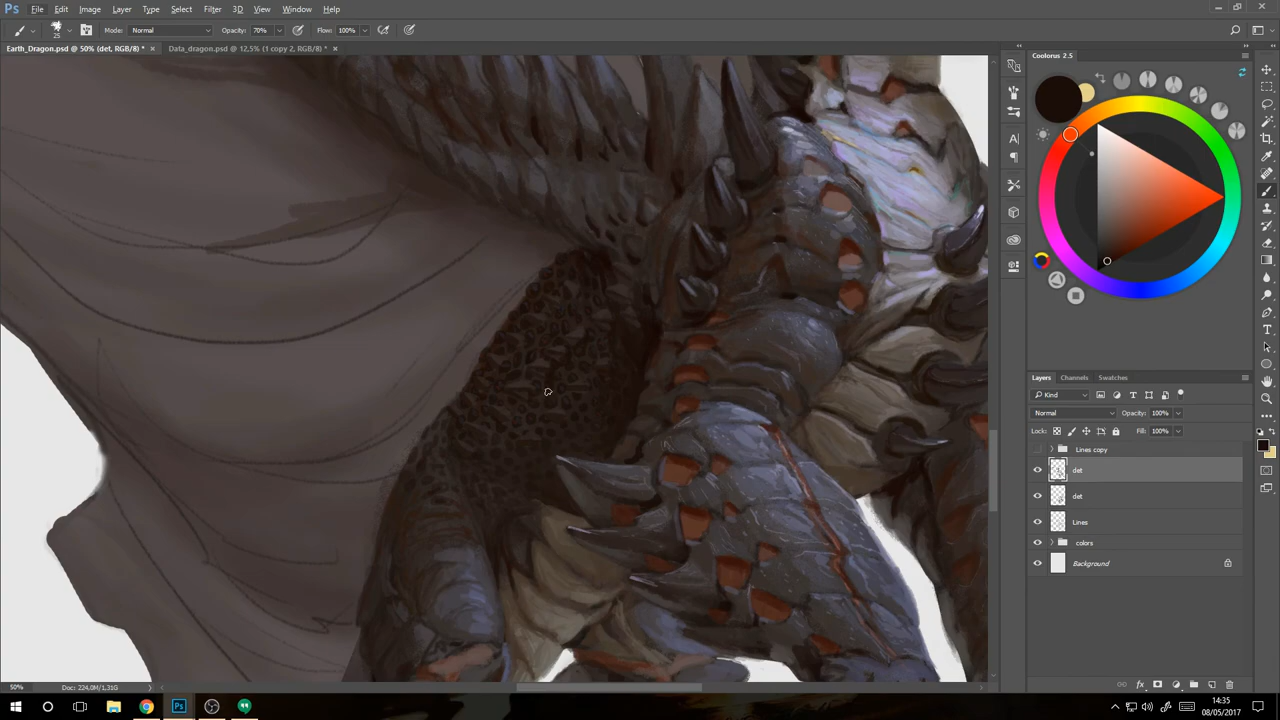 Ps File Edit Image Layer Type Select Filter 3D View Window Help
25 Mode: Normal Opacity: 70% Flow: 100%
Earth_Dragon.psd @ 50% (det, RGB/8) * × Data_dragon.psd @ 12,5% (1 copy 2, RGB/8) * ×
Coolorus 2.5
Layers Channels Swatches
Kind
Normal Opacity: 100%
Lock: Fill: 100%
Lines copy
det
det
Lines
colors
Background
50% Doc: 224,0M/1,31G
14:35
08/05/2017